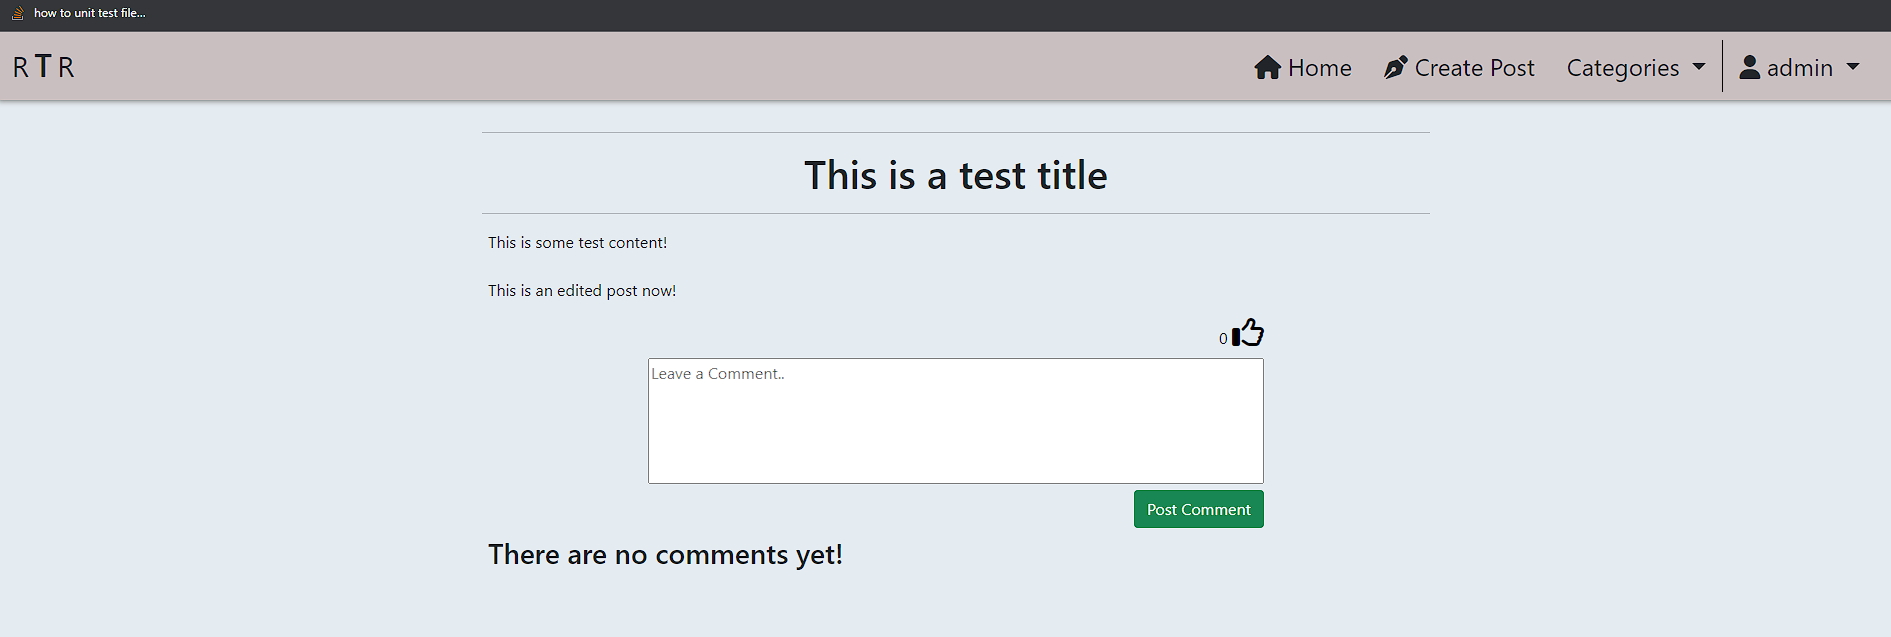 how to unit test file...
R T R
Home Create Post Categories admin
This is a test title
This is some test content!
This is an edited post now!
0
Leave a Comment..
Post Comment
There are no comments yet!